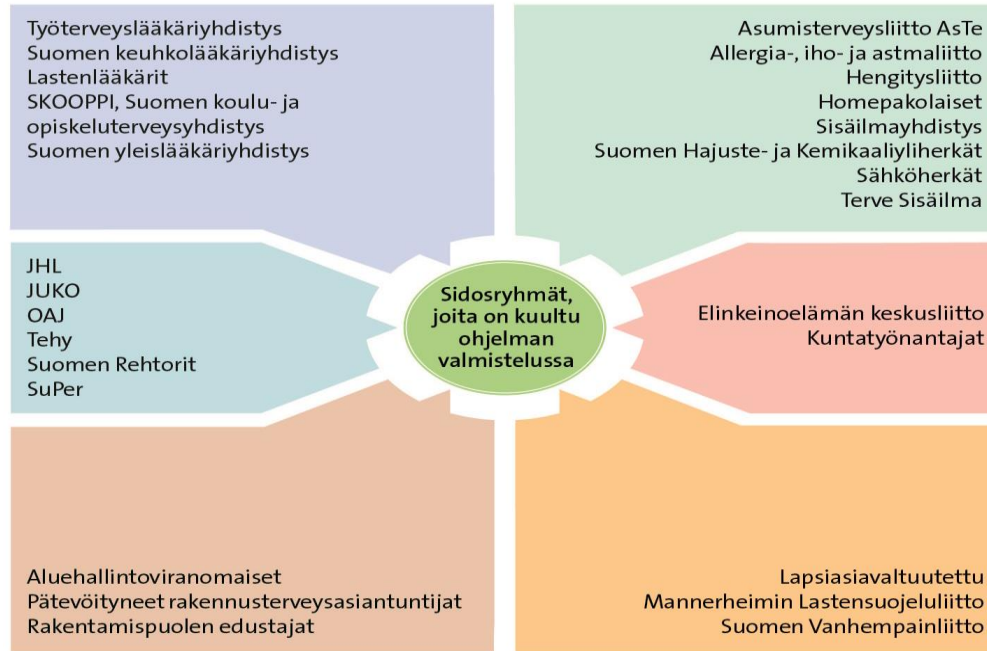 Työterveyslääkäriyhdistys
Suomen keuhkolääkäriyhdistys
Lastenlääkärit
SKOOPPI, Suomen koulu- ja
opiskeluterveysyhdistys
Suomen yleislääkäriyhdistys
Asumisterveysliitto AsTe
Allergia-, iho- ja astmaliitto
Hengitysliitto
Homepakolaiset
Sisäilmayhdistys
Suomen Hajuste- ja Kemikaaliyliherkät
Sähköherkät
Terve Sisäilma
JHL
JUKO
OAJ
Tehy
Suomen Rehtorit
SuPer
Sidosryhmät,
joita on kuultu
ohjelman
valmistelussa
Elinkeinoelämän keskusliitto
Kuntatyönantajat
Aluehallintoviranomaiset
Pätevöityneet rakennusterveysasiantuntijat
Rakentamispuolen edustajat
Lapsiasiavaltuutettu
Mannerheimin Lastensuojeluliitto
Suomen Vanhempainliitto